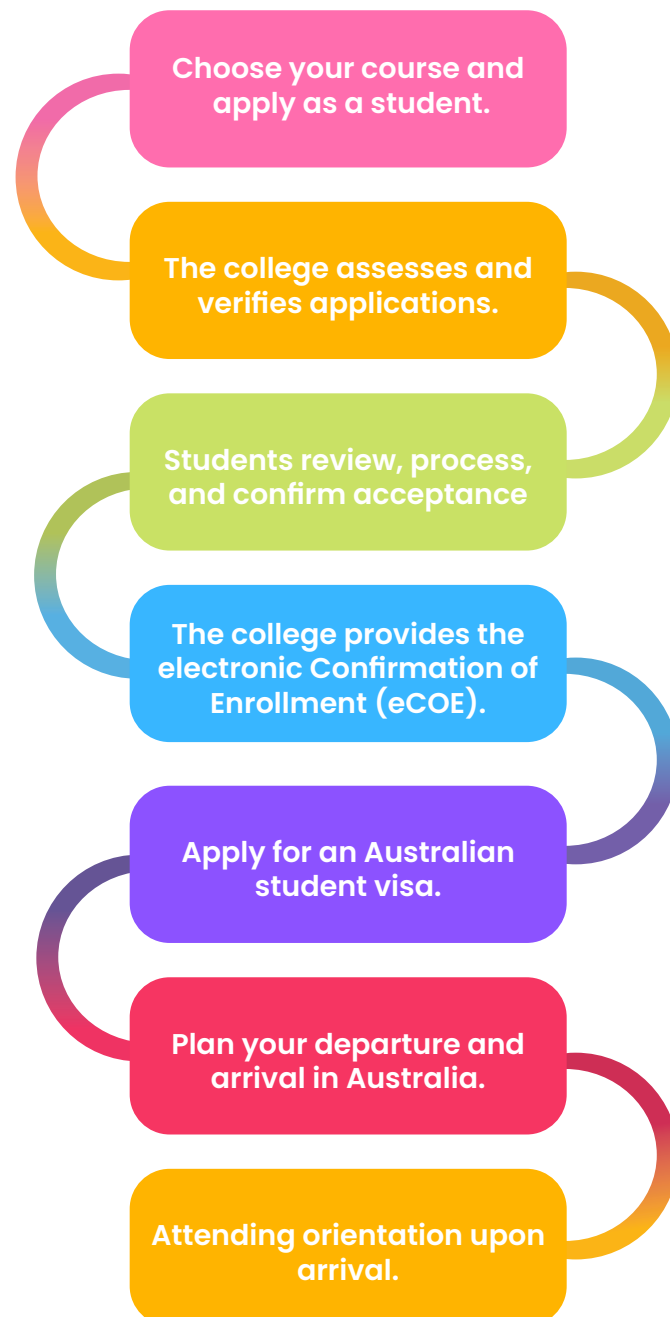 Choose your course and
apply as a student.
The college assesses and
verifies applications.
Students review, process,
and confirm acceptance
The college provides the
electronic Confirmation of
Enrollment (eCOE).
Apply for an Australian
student visa.
Plan your departure and
arrival in Australia.
Attending orientation upon
arrival.